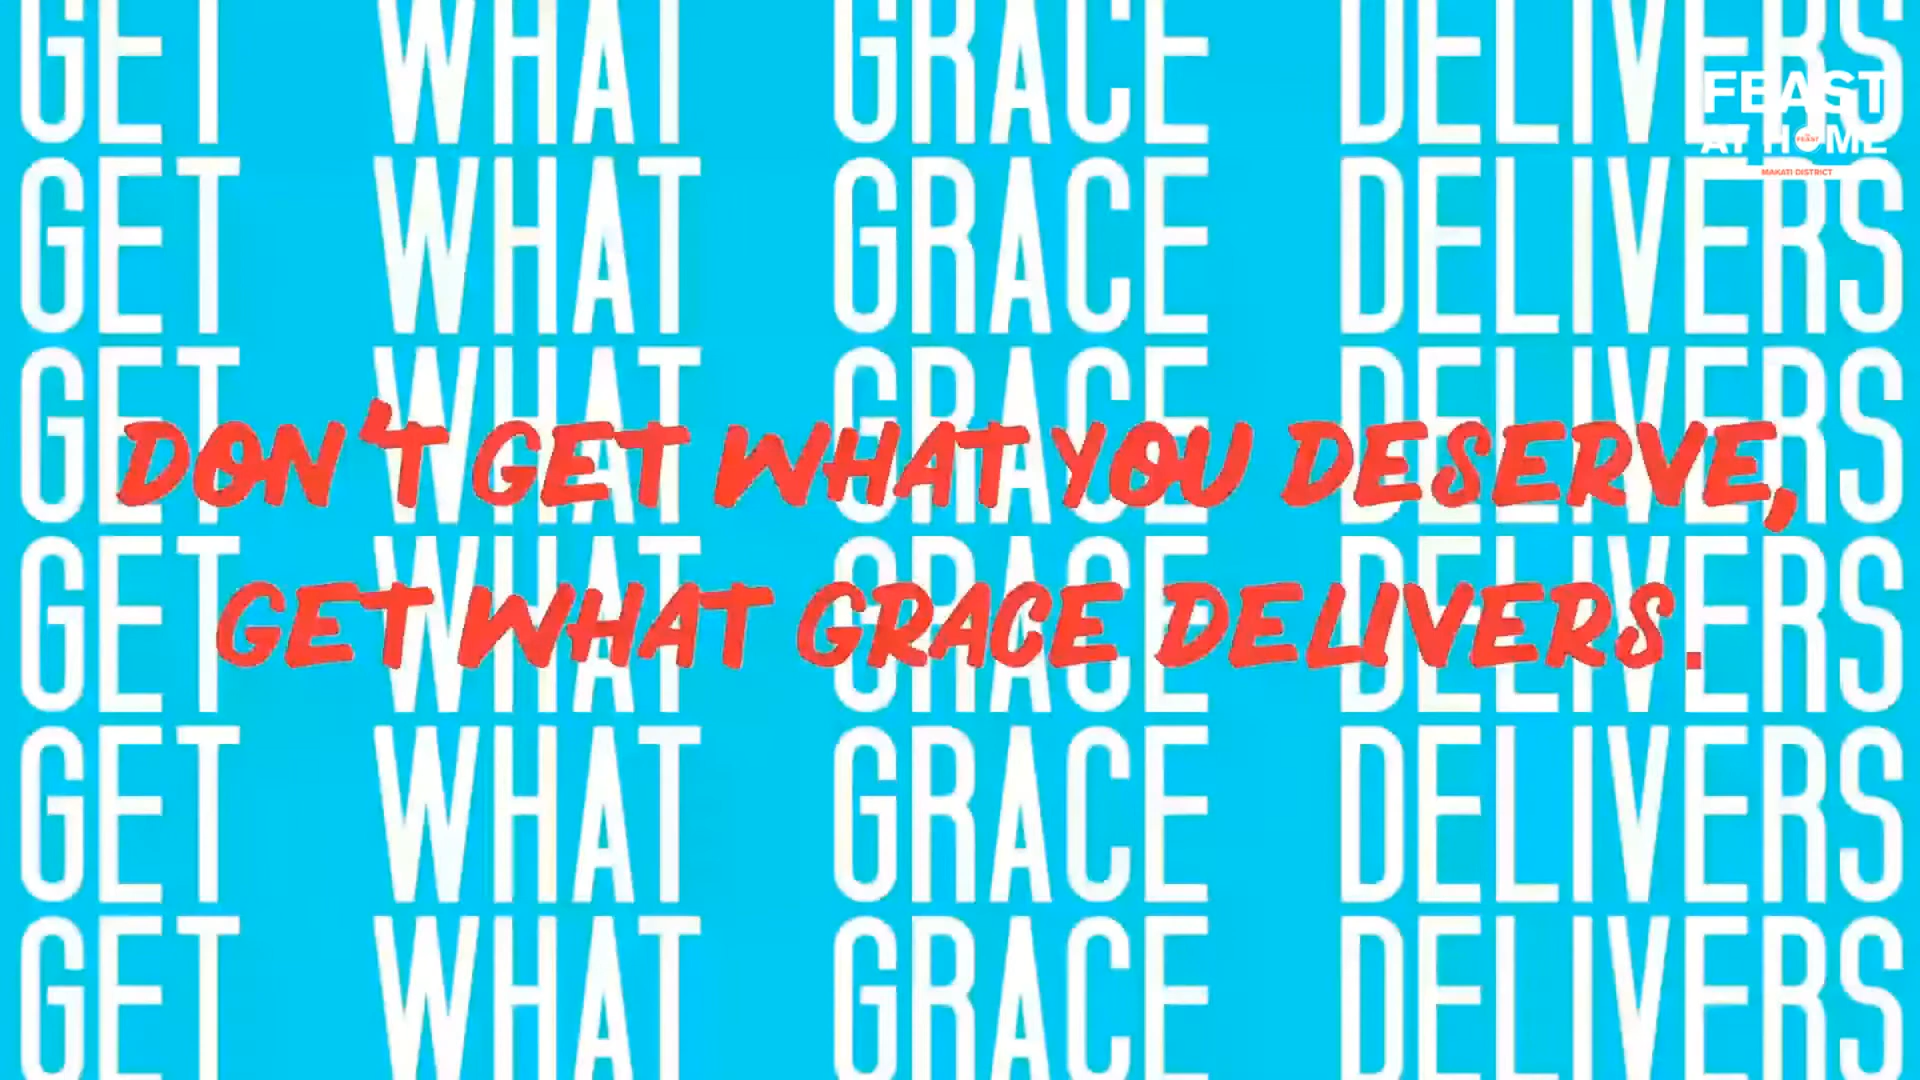 GET WHAT GRACE DELIVERS
FEAST
AT HOME
MAKATI DISTRICT
GET WHAT GRACE DELIVERS
GET WHAT GRACE DELIVERS
DON'T GET WHAT YOU DESERVE,
GET WHAT GRACE DELIVERS
GET WHAT GRACE DELIVERS.
GET WHAT GRACE DELIVERS
GET WHAT GRACE DELIVERS